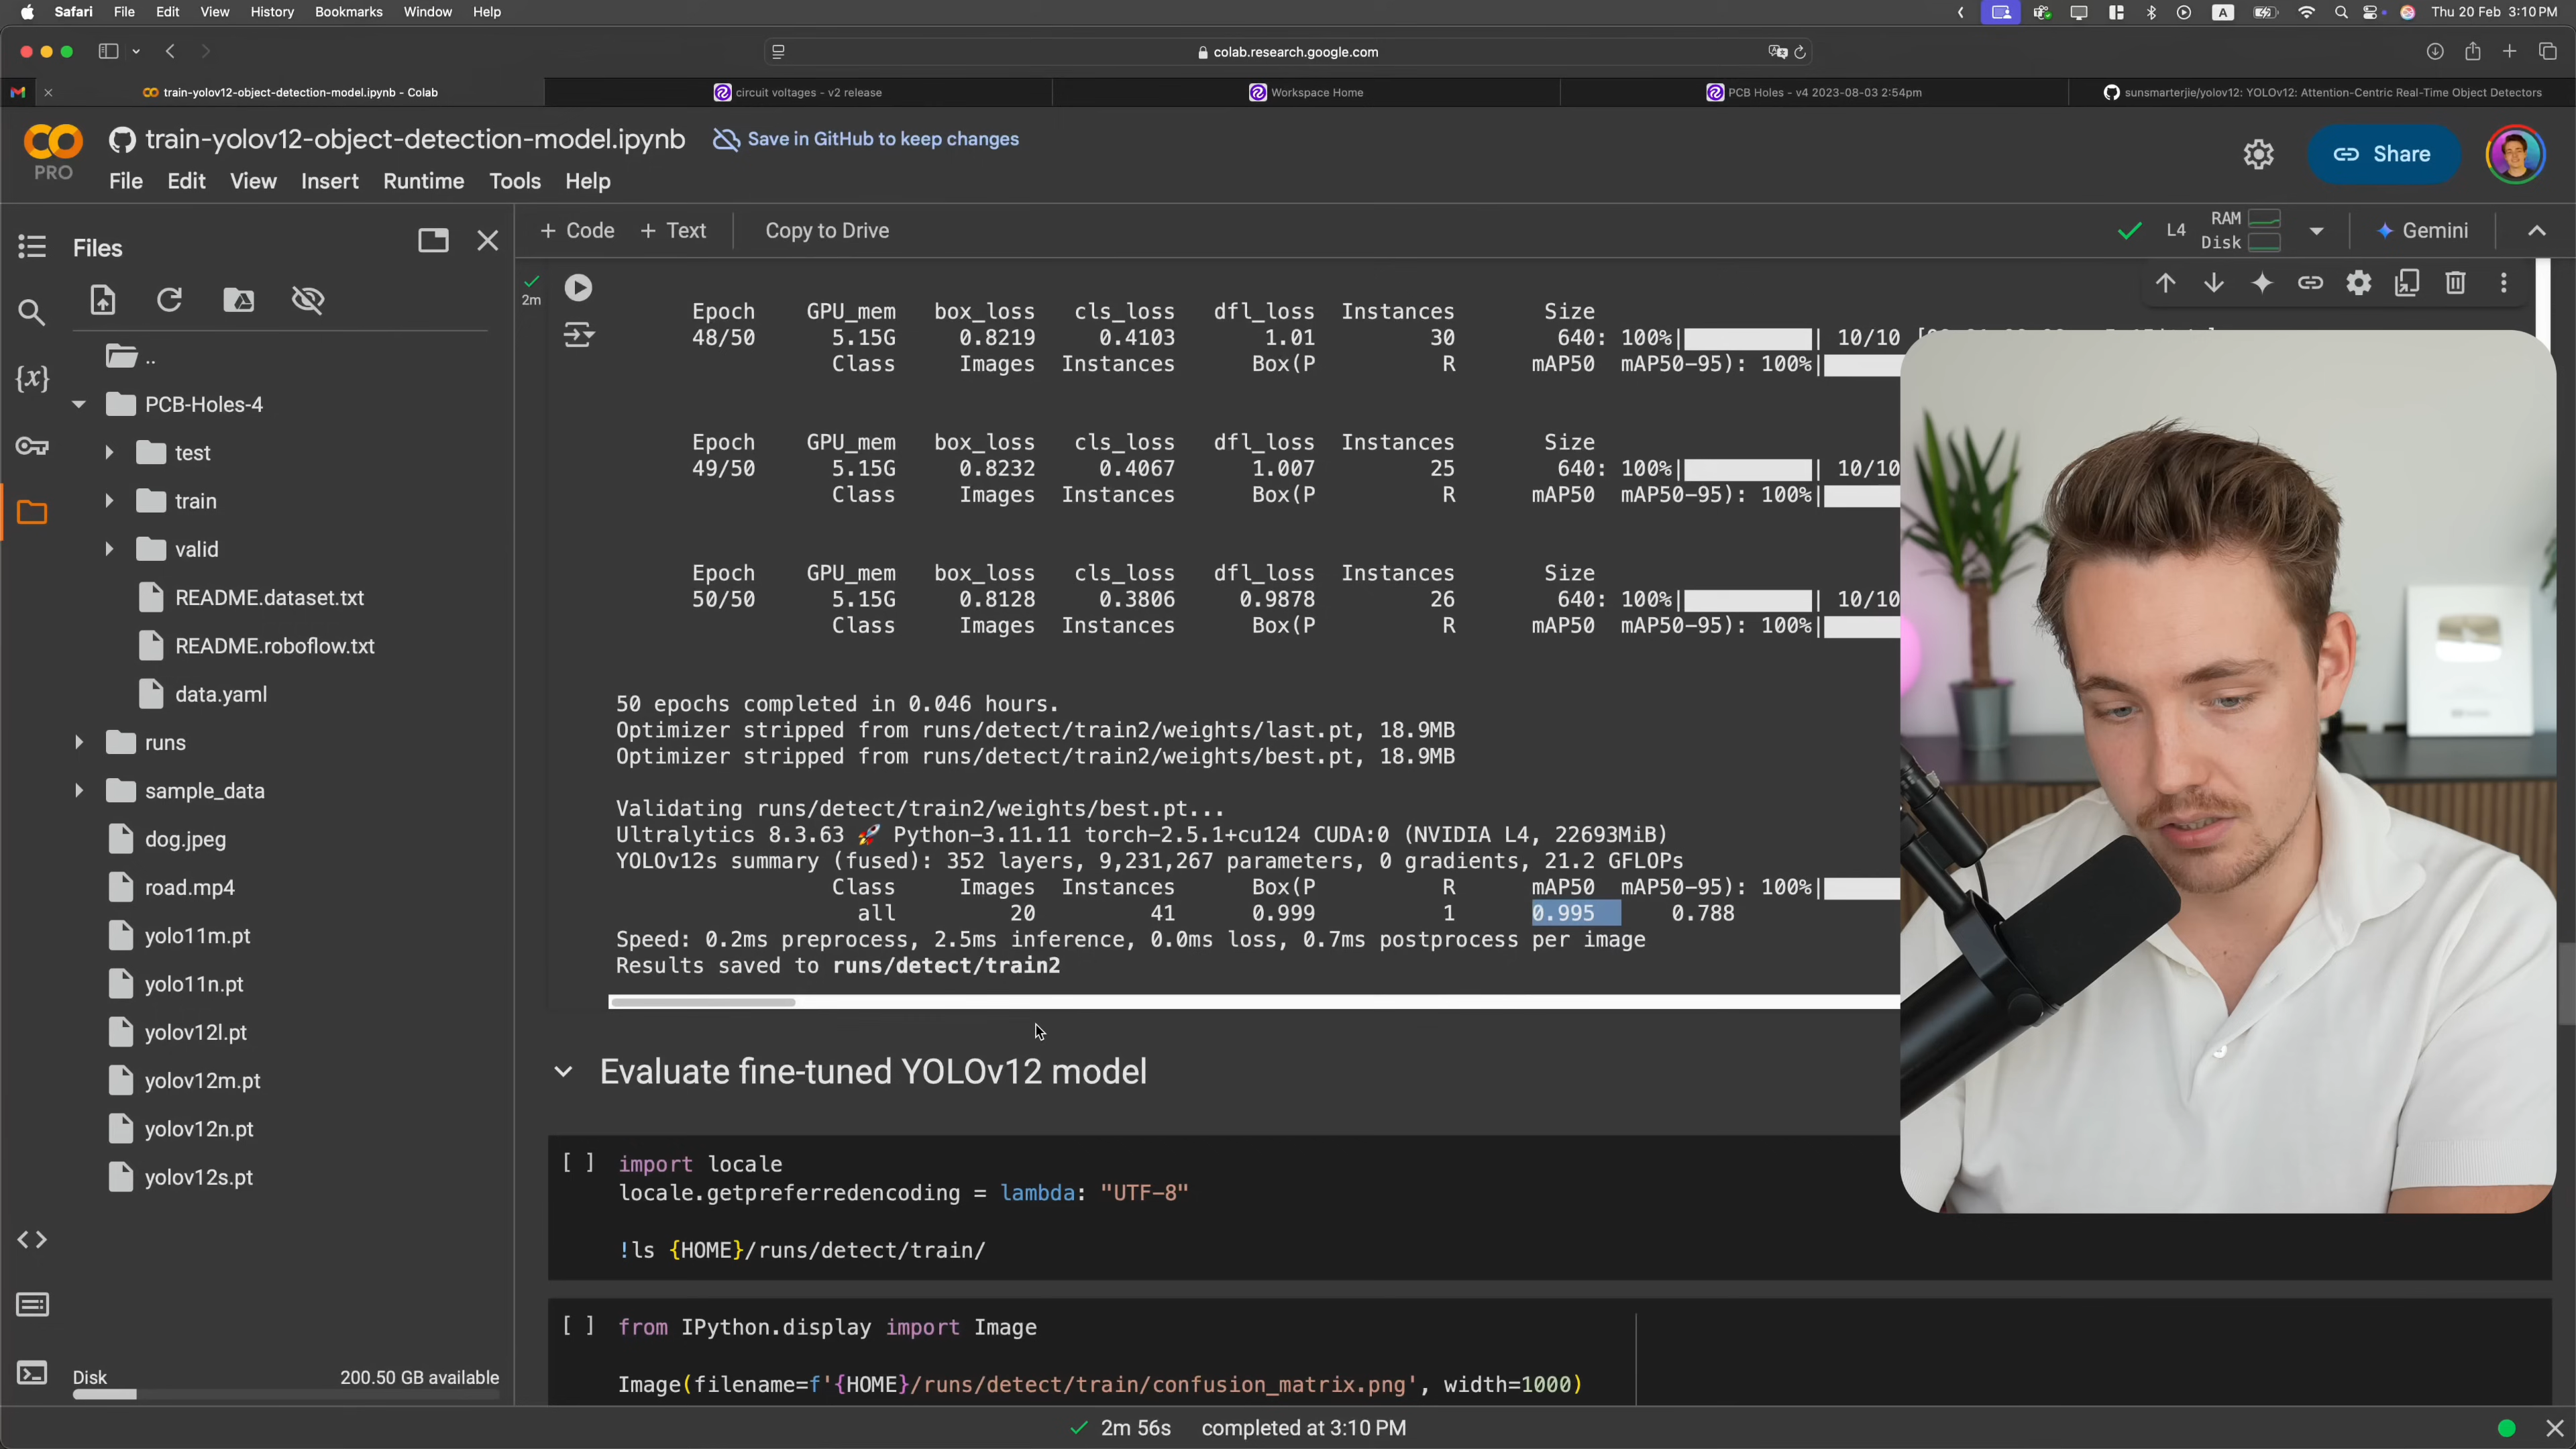 Safari File Edit View History Bookmarks Window Help
A Thu 20 Feb 3:10 PM
colab.research.google.com
train-yolov12-object-detection-model.ipynb - Colab
circuit voltages - v2 release
Workspace Home
PCB Holes - v4 2023-08-03 2:54pm
sunsmarterjie/yolov12: YOLOv12: Attention-Centric Real-Time Object Detectors
CO PRO
train-yolov12-object-detection-model.ipynb
Save in GitHub to keep changes
Share
File Edit View Insert Runtime Tools Help
Files
+ Code + Text Copy to Drive
L4 RAM Disk Gemini
..
PCB-Holes-4
test
train
valid
README.dataset.txt
README.roboflow.txt
data.yaml
runs
sample_data
dog.jpeg
road.mp4
yolo11m.pt
yolo11n.pt
yolov12l.pt
yolov12m.pt
yolov12n.pt
yolov12s.pt
{x}
Disk 200.50 GB available
2m
Epoch GPU_mem box_loss cls_loss dfl_loss Instances Size
48/50 5.15G 0.8219 0.4103 1.01 30 640: 100%| | 10/10
Class Images Instances Box(P R mAP50 mAP50-95): 100%|
Epoch GPU_mem box_loss cls_loss dfl_loss Instances Size
49/50 5.15G 0.8232 0.4067 1.007 25 640: 100%| | 10/10
Class Images Instances Box(P R mAP50 mAP50-95): 100%|
Epoch GPU_mem box_loss cls_loss dfl_loss Instances Size
50/50 5.15G 0.8128 0.3806 0.9878 26 640: 100%| | 10/10
Class Images Instances Box(P R mAP50 mAP50-95): 100%|
50 epochs completed in 0.046 hours.
Optimizer stripped from runs/detect/train2/weights/last.pt, 18.9MB
Optimizer stripped from runs/detect/train2/weights/best.pt, 18.9MB
Validating runs/detect/train2/weights/best.pt...
Ultralytics 8.3.63 🚀 Python-3.11.11 torch-2.5.1+cu124 CUDA:0 (NVIDIA L4, 22693MiB)
YOLOv12s summary (fused): 352 layers, 9,231,267 parameters, 0 gradients, 21.2 GFLOPs
Class Images Instances Box(P R mAP50 mAP50-95): 100%|
all 20 41 0.999 1 0.995 0.788
Speed: 0.2ms preprocess, 2.5ms inference, 0.0ms loss, 0.7ms postprocess per image
Results saved to runs/detect/train2
Evaluate fine-tuned YOLOv12 model
[ ] import locale
locale.getpreferredencoding = lambda: "UTF-8"
!ls {HOME}/runs/detect/train/
[ ] from IPython.display import Image
Image(filename=f'{HOME}/runs/detect/train/confusion_matrix.png', width=1000)
2m 56s completed at 3:10 PM